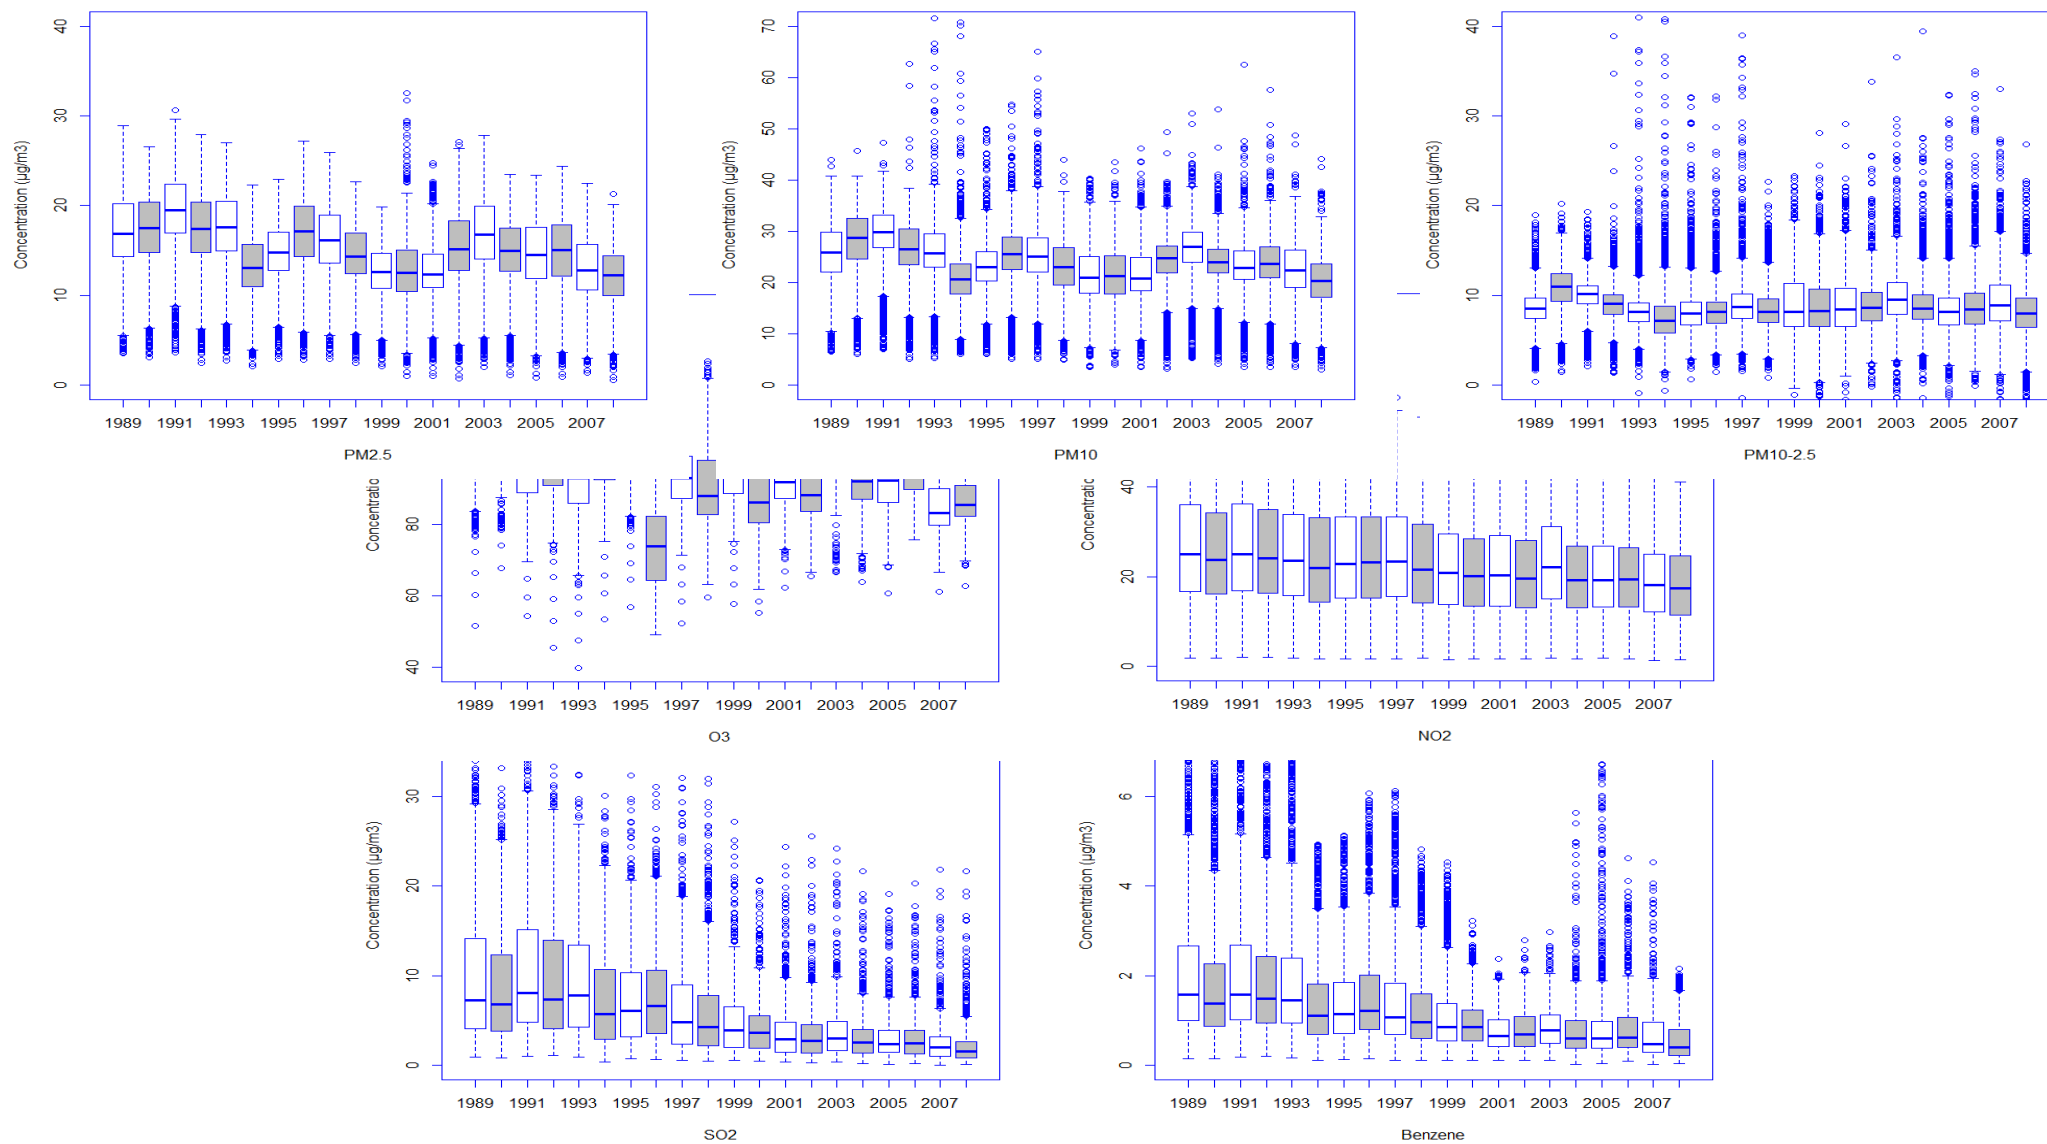 Concentration (µg/m3)
0 10 20 30 40
1989 1991 1993 1995 1997 1999 2001 2003 2005 2007
PM2.5
Concentration (µg/m3)
0 10 20 30 40 50 60 70
1989 1991 1993 1995 1997 1999 2001 2003 2005 2007
PM10
Concentration (µg/m3)
0 10 20 30 40
1989 1991 1993 1995 1997 1999 2001 2003 2005 2007
PM10-2.5
Concentratic
40 60 80
1989 1991 1993 1995 1997 1999 2001 2003 2005 2007
O3
Concentratic
0 20 40
1989 1991 1993 1995 1997 1999 2001 2003 2005 2007
NO2
Concentration (µg/m3)
0 10 20 30
1989 1991 1993 1995 1997 1999 2001 2003 2005 2007
SO2
Concentration (µg/m3)
0 2 4 6
1989 1991 1993 1995 1997 1999 2001 2003 2005 2007
Benzene